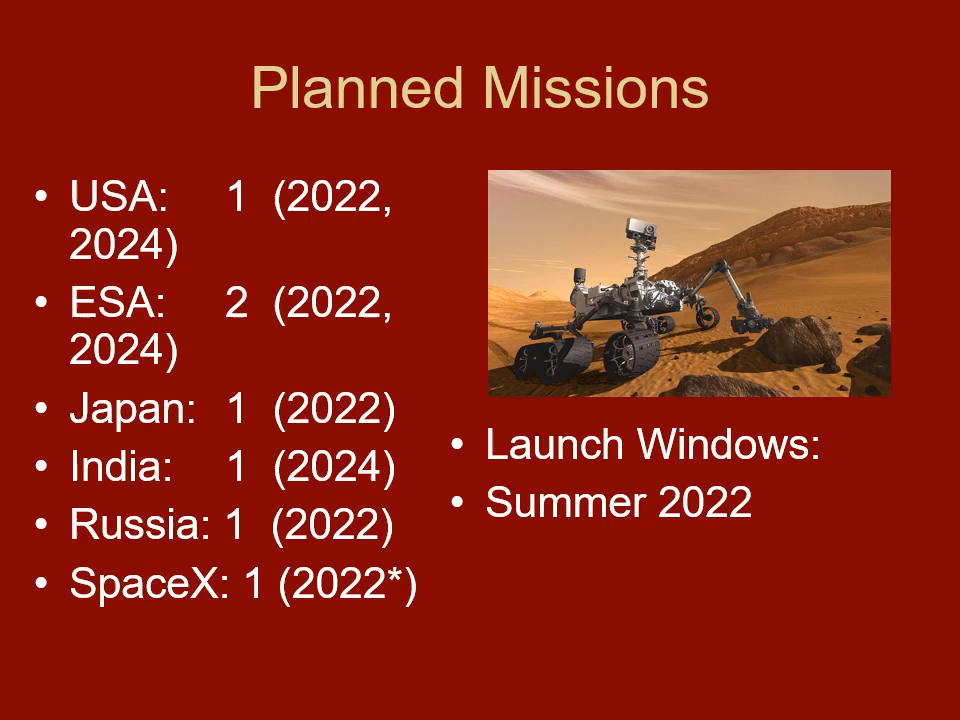 Planned Missions
• USA: 1 (2022,
2024)
• ESA: 2 (2022,
2024)
• Japan: 1 (2022)
• India: 1 (2024)
• Russia: 1 (2022)
• SpaceX: 1 (2022*)
• Launch Windows:
• Summer 2022